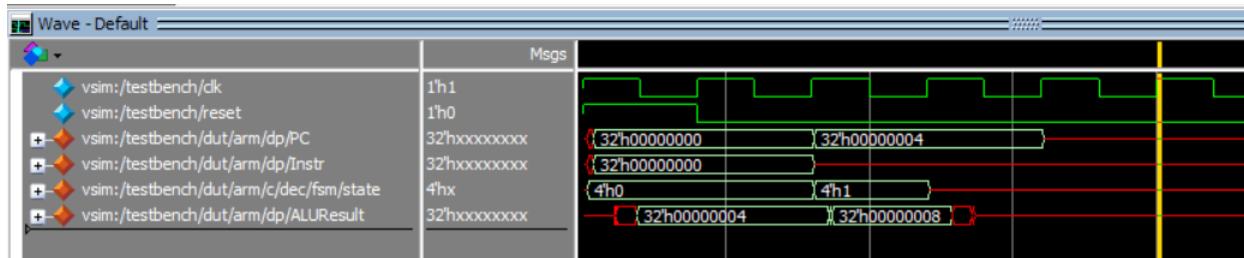 Wave - Default
Msgs
vsim:/testbench/clk 1'h1
vsim:/testbench/reset 1'h0
vsim:/testbench/dut/arm/dp/PC 32'hxxxxxxxx 32'h00000000 32'h00000004
vsim:/testbench/dut/arm/dp/Instr 32'hxxxxxxxx 32'h00000000
vsim:/testbench/dut/arm/c/dec/fsm/state 4'hx 4'h0 4'h1
vsim:/testbench/dut/arm/dp/ALUResult 32'hxxxxxxxx 32'h00000004 32'h00000008